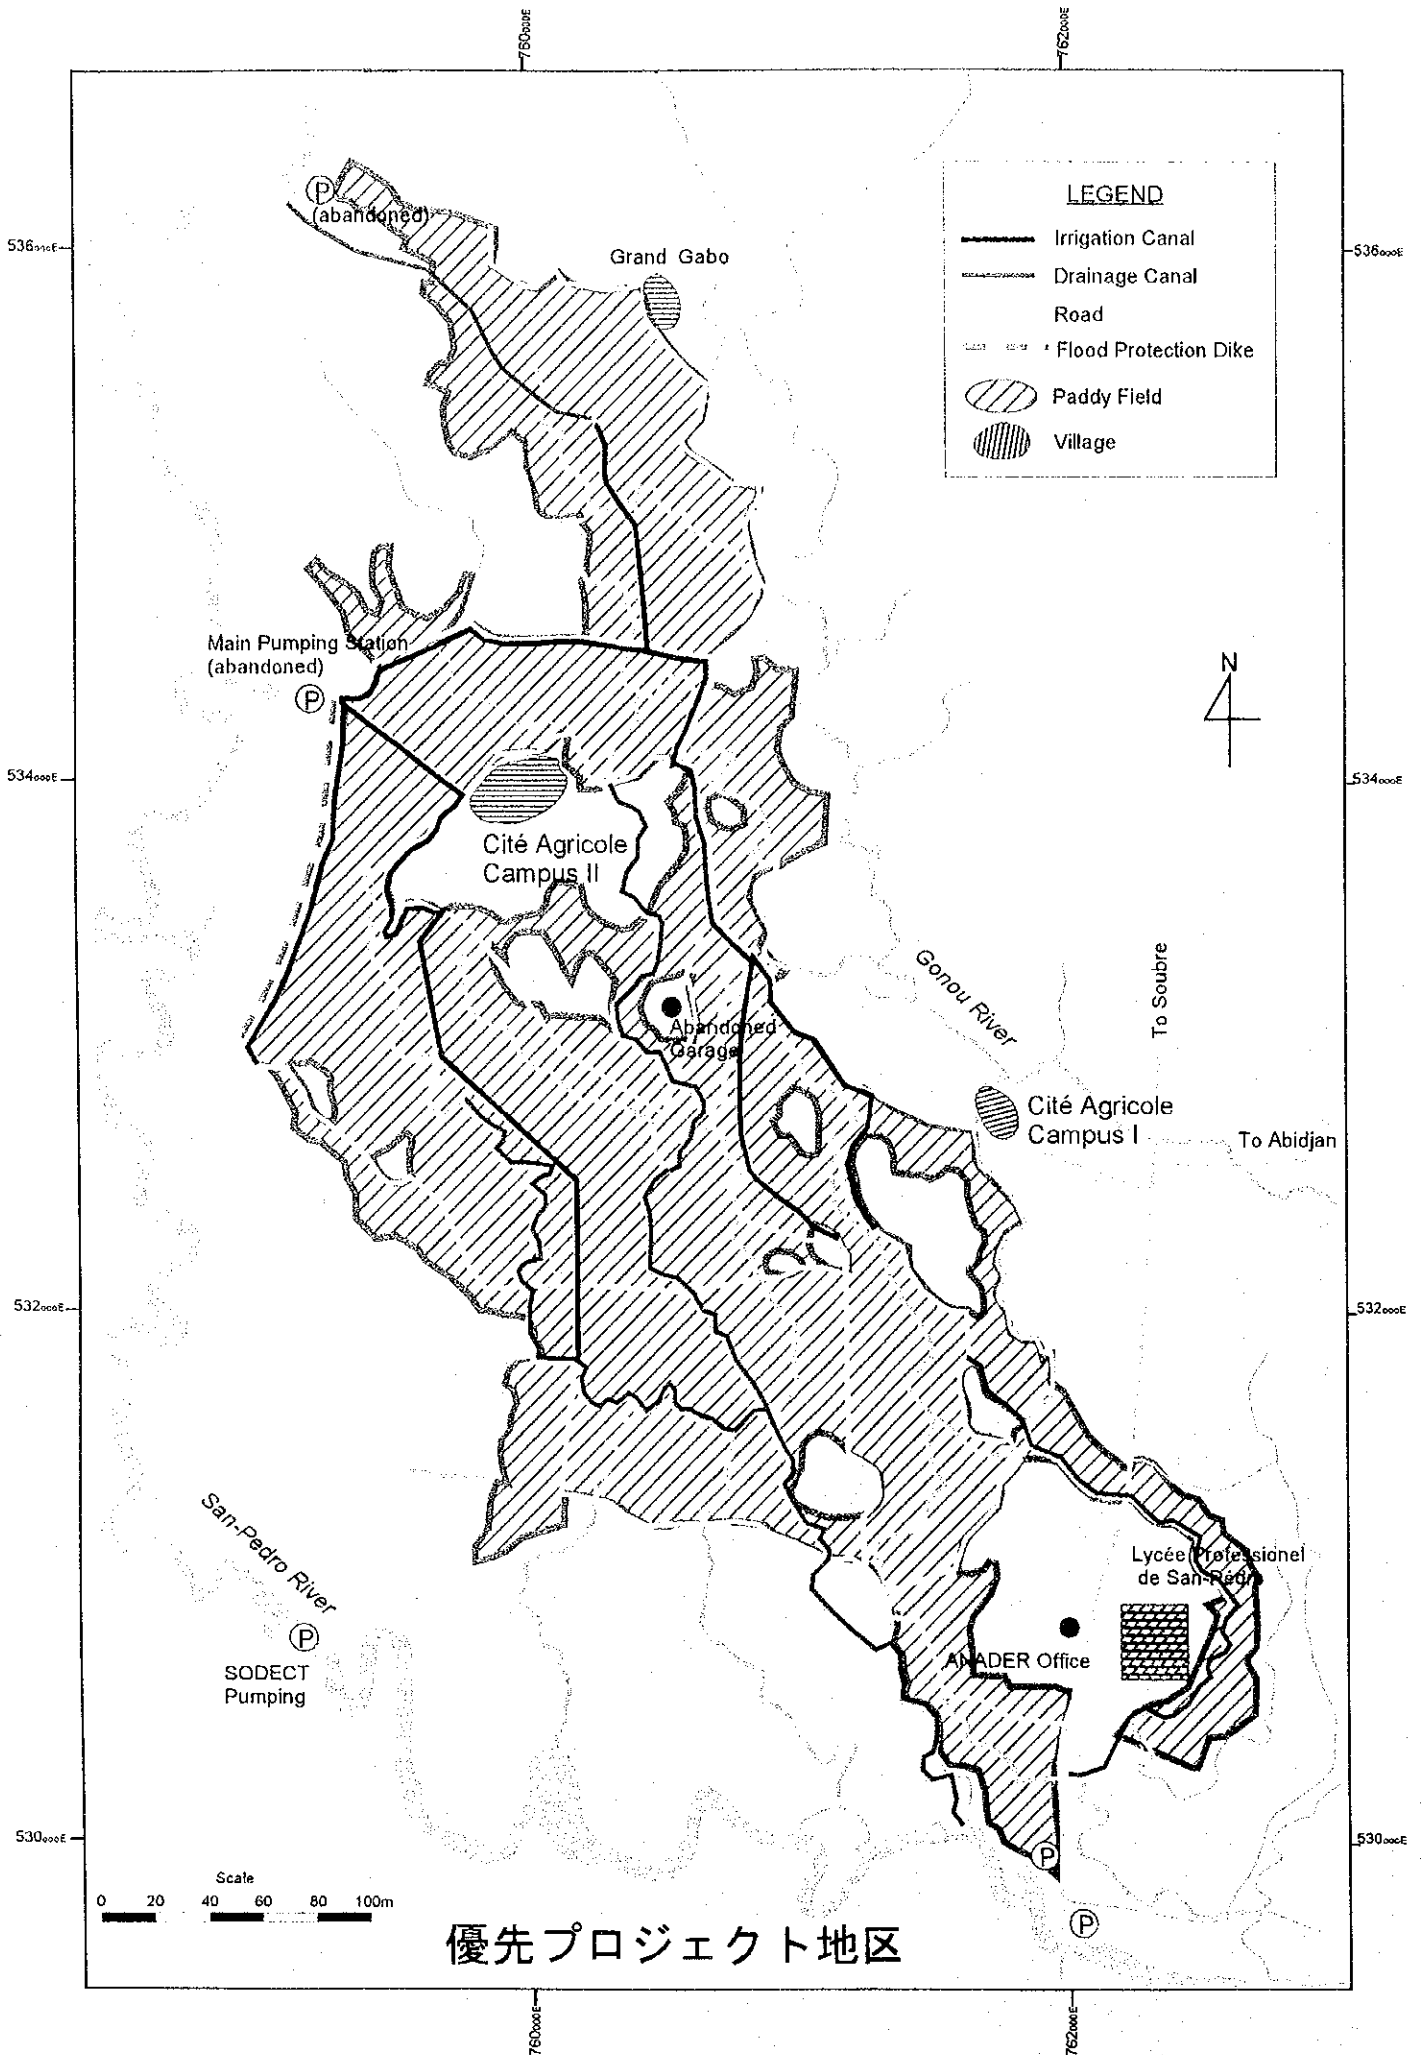 760000E
762000E
LEGEND
Irrigation Canal
Drainage Canal
Road
Flood Protection Dike
Paddy Field
Village
P
(abandoned)
536000E
536000E
Grand Gabo
Main Pumping Station
(abandoned)
P
N
534000E
534000E
Cité Agricole
Campus II
Abandoned
Garage
Gonou River
To Soubre
Cité Agricole
Campus I
To Abidjan
532000E
532000E
San-Pedro River
P
SODECT
Pumping
Lycée Professionel
de San-Pédro
ANADER Office
530000E
530000E
P
P
Scale
0 20 40 60 80 100m
優先プロジェクト地区
760000E
762000E